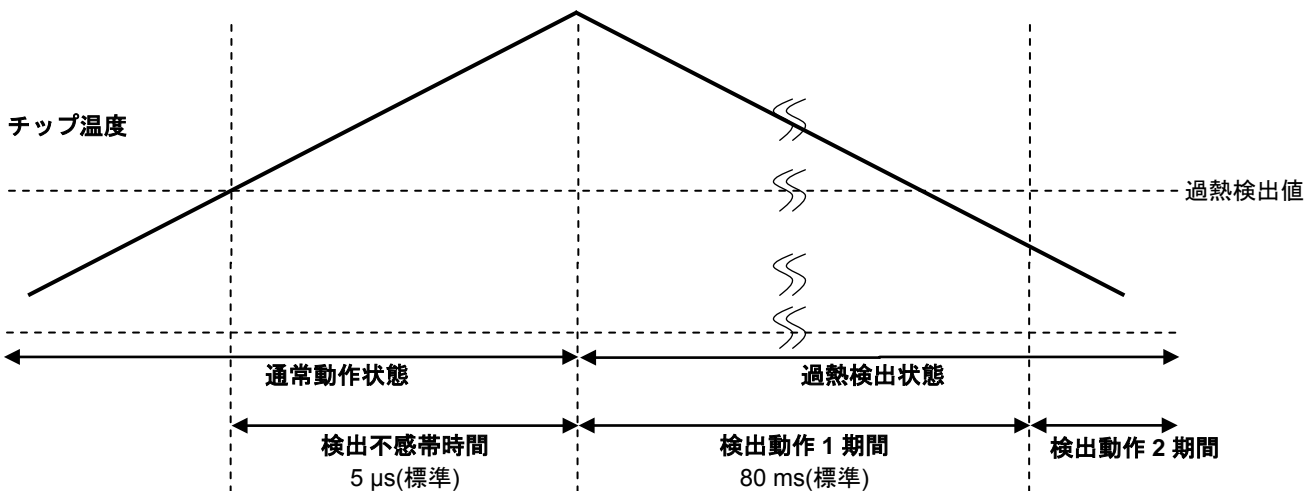 チップ温度
過熱検出値
通常動作状態
過熱検出状態
検出不感帯時間
5 µs(標準)
検出動作 1 期間
80 ms(標準)
検出動作 2 期間